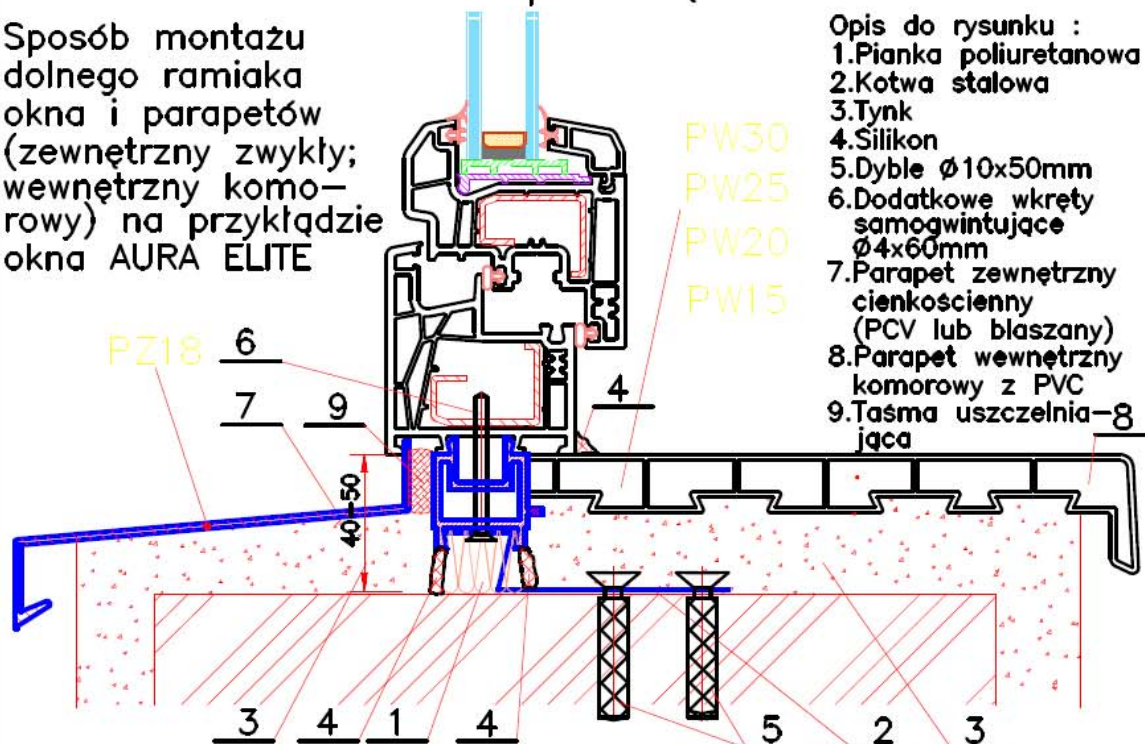 Sposób montażu
dolnego ramiaka
okna i parapetów
(zewnętrzny zwykły;
wewnętrzny komo–
rowy) na przykłądzie
okna AURA ELITE
Opis do rysunku :
1.Pianka poliuretanowa
2.Kotwa stalowa
3.Tynk
4.Silikon
5.Dyble Ø10x50mm
6.Dodatkowe wkręty
samogwintujące
Ø4x60mm
7.Parapet zewnętrzny
cienkościenny
(PCV lub blaszany)
8.Parapet wewnętrzny
komorowy z PVC
9.Taśma uszczelnia–
jąca
PW30
PW25
PW20
PW15
PZ18
6
7
9
4
8
40–50
3
4
1
4
5
2
3